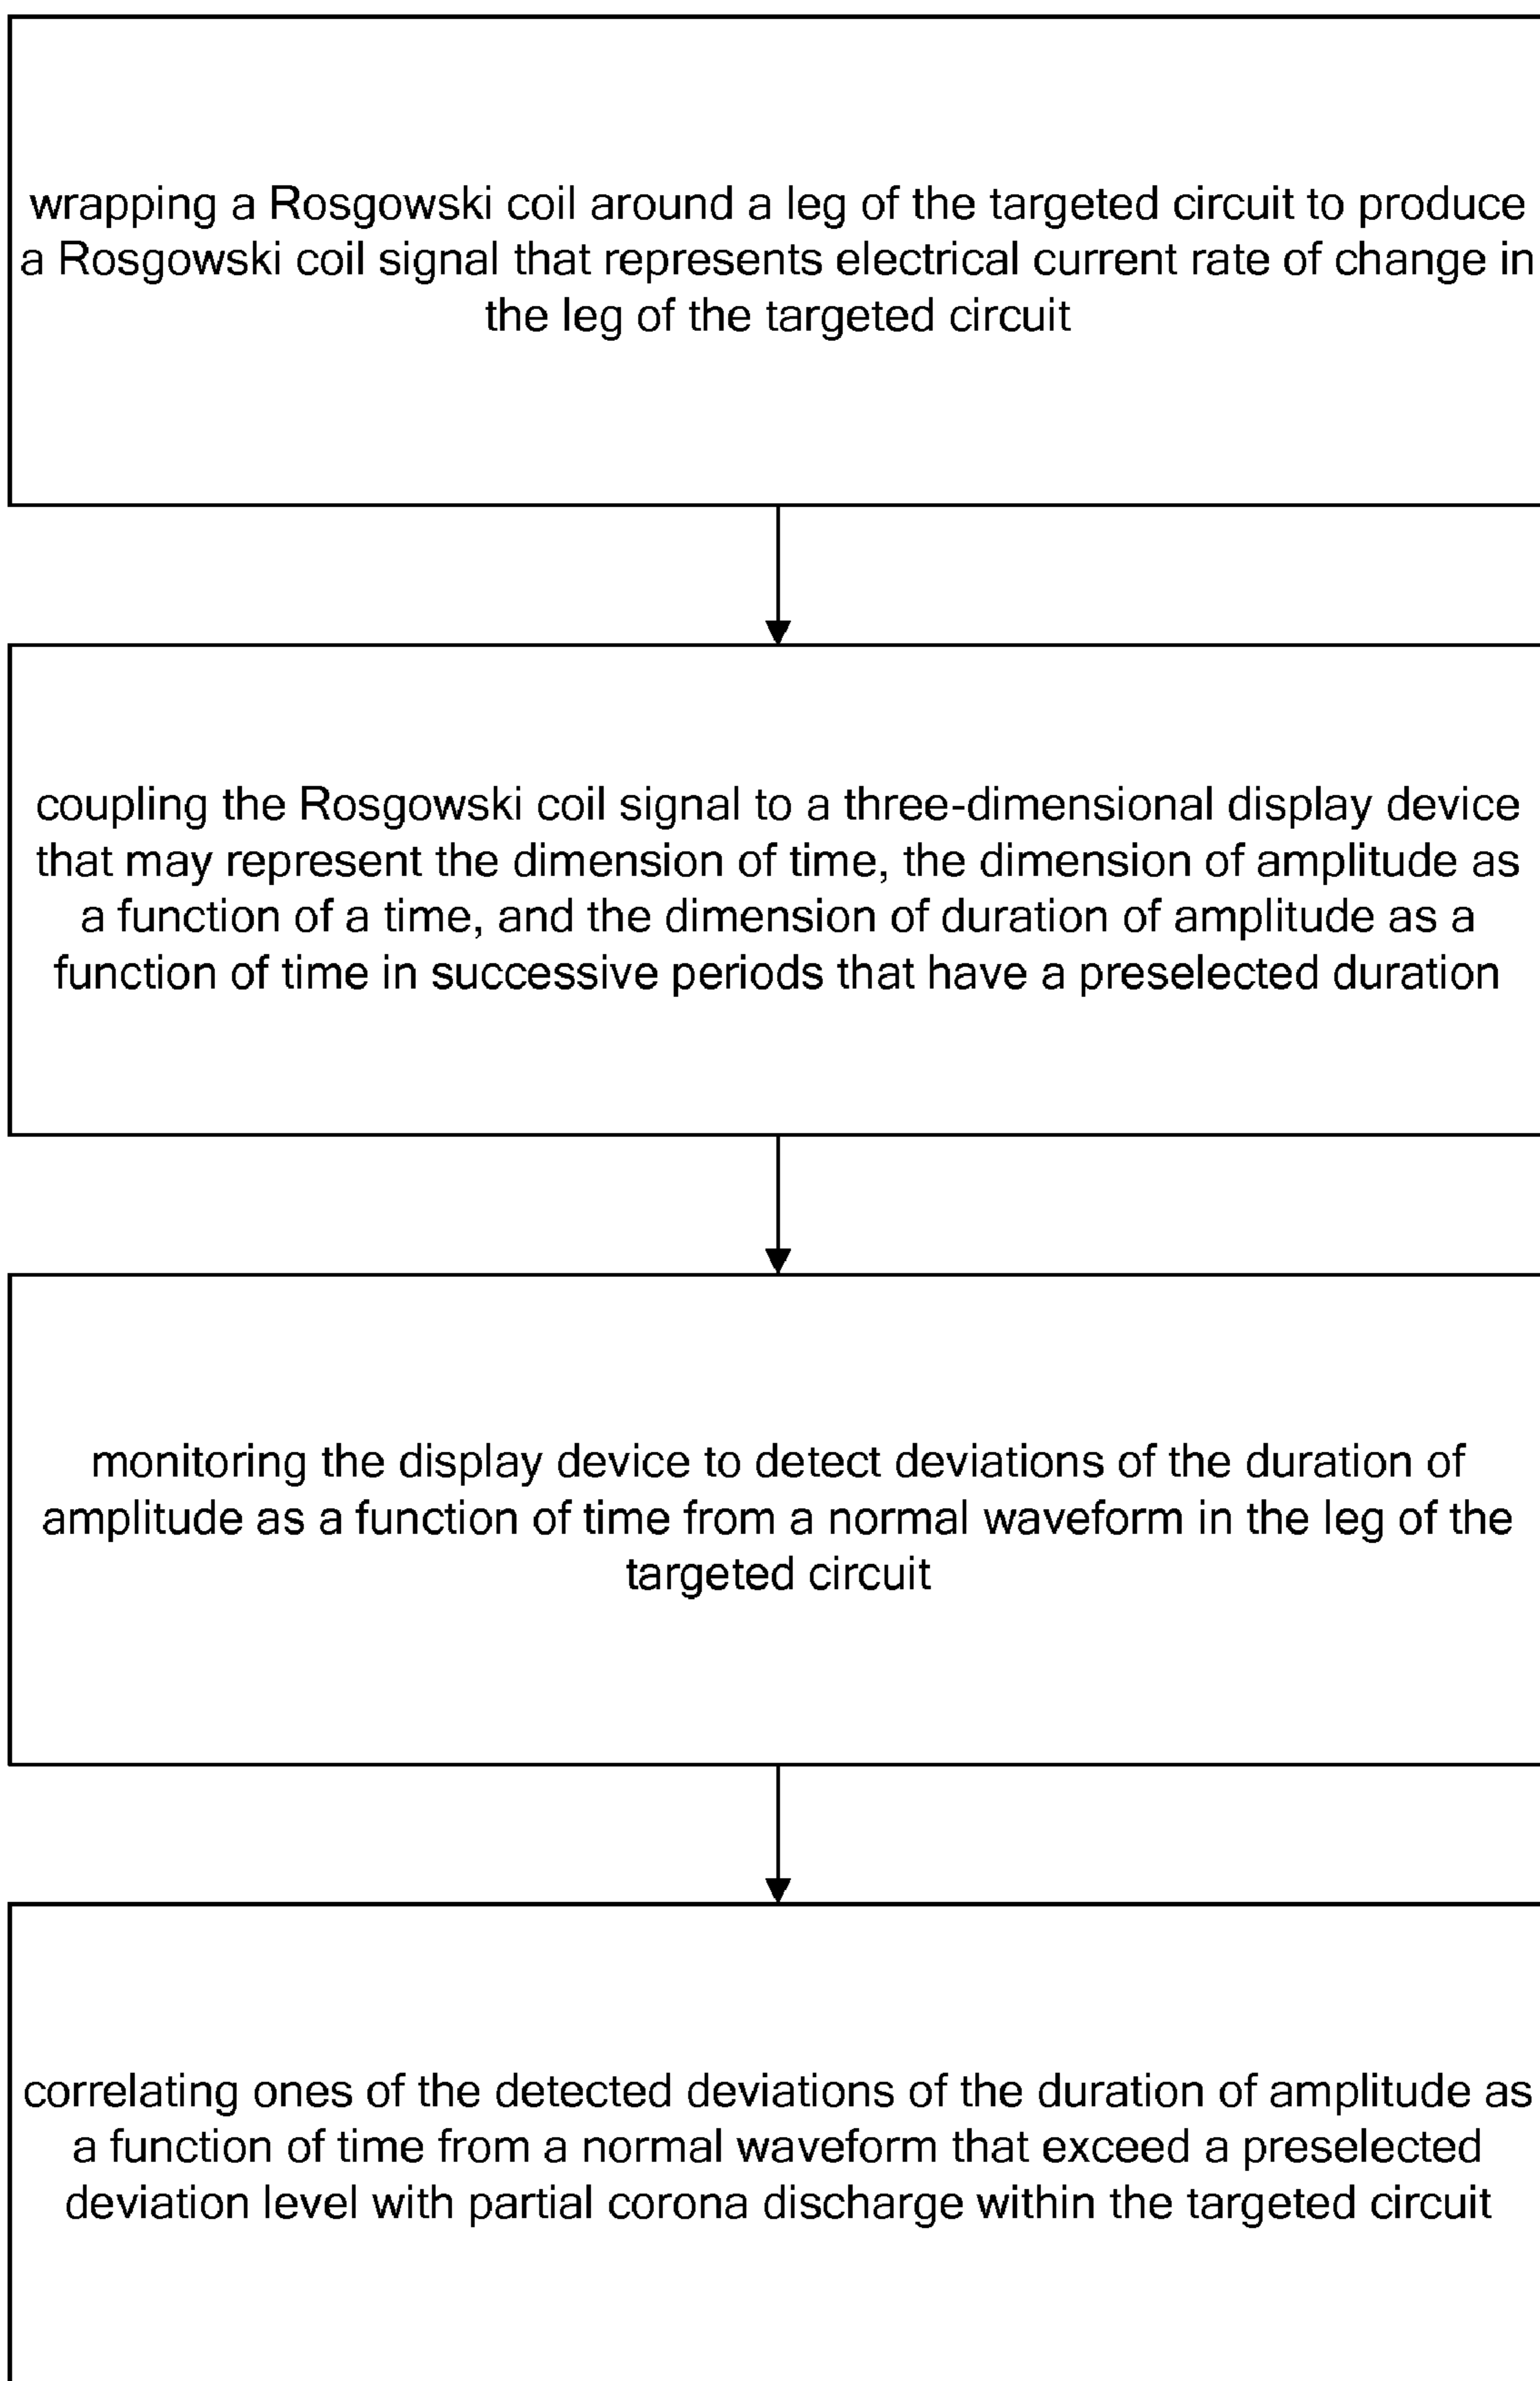 wrapping a Rosgowski coil around a leg of the targeted circuit to produce
a Rosgowski coil signal that represents electrical current rate of change in
the leg of the targeted circuit
coupling the Rosgowski coil signal to a three-dimensional display device
that may represent the dimension of time, the dimension of amplitude as
a function of a time, and the dimension of duration of amplitude as a
function of time in successive periods that have a preselected duration
monitoring the display device to detect deviations of the duration of
amplitude as a function of time from a normal waveform in the leg of the
targeted circuit
correlating ones of the detected deviations of the duration of amplitude as
a function of time from a normal waveform that exceed a preselected
deviation level with partial corona discharge within the targeted circuit